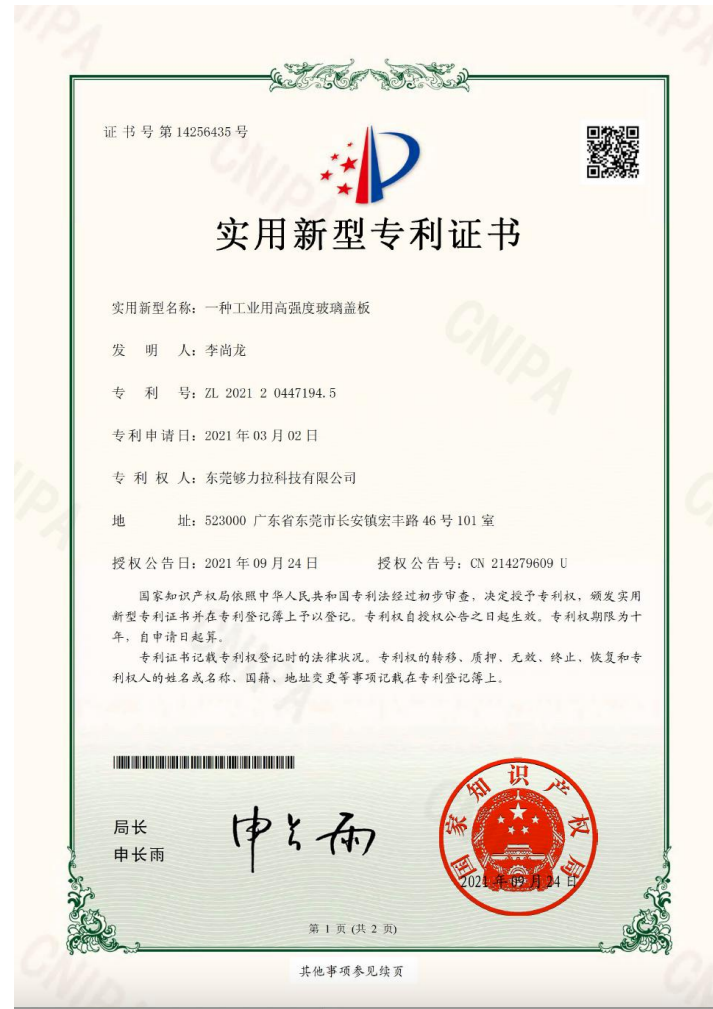 证书号第14256435号
实用新型专利证书
实用新型名称：一种工业用高强度玻璃盖板
发明人：李尚龙
专利号：ZL 2021 2 0447194.5
专利申请日：2021年03月02日
专利权人：东莞够力拉科技有限公司
地址：523000 广东省东莞市长安镇宏丰路46号101室
授权公告日：2021年09月24日 授权公告号：CN 214279609 U
国家知识产权局依照中华人民共和国专利法经过初步审查，决定授予专利权，颁发实用
新型专利证书并在专利登记簿上予以登记。专利权自授权公告之日起生效。专利权期限为十
年，自申请日起算。
专利证书记载专利权登记时的法律状况。专利权的转移、质押、无效、终止、恢复和专
利权人的姓名或名称、国籍、地址变更等事项记载在专利登记簿上。
局长
申长雨
申长雨
国家知识产权局
2021年09月24日
第 1 页 (共 2 页)
其他事项参见续页
CNIPA
CNIPA
CNIPA
CNIPA